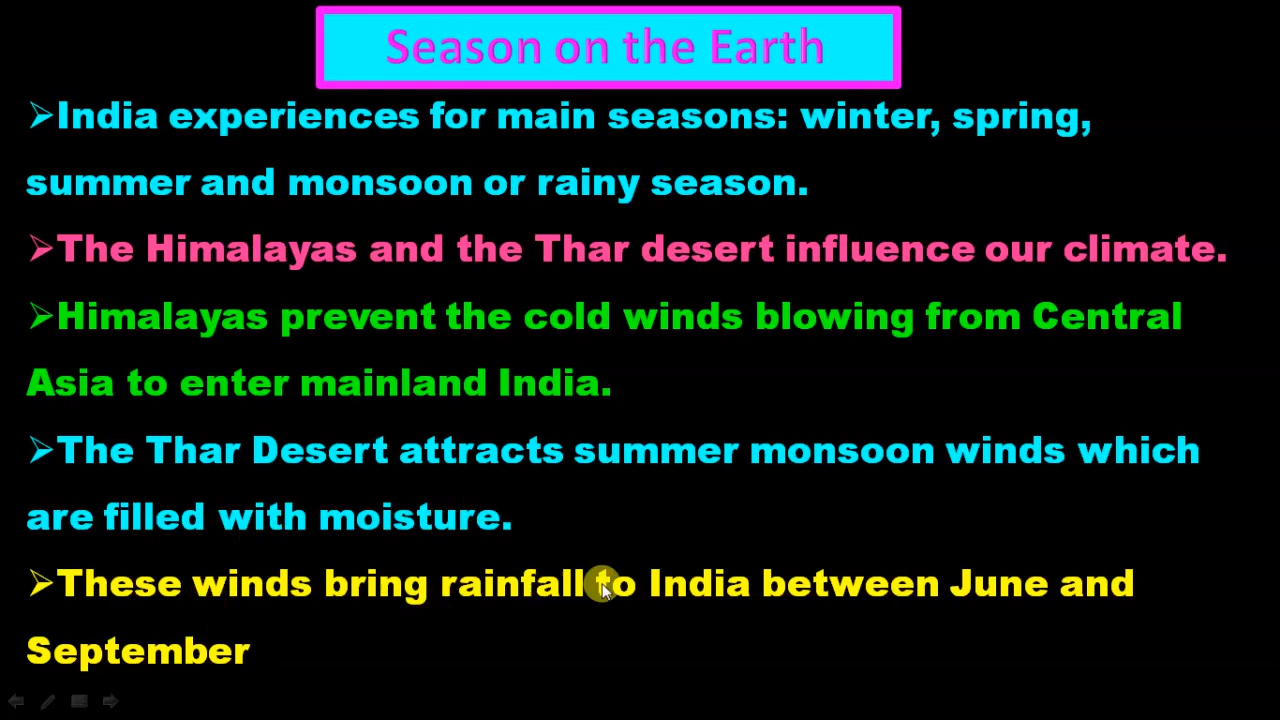 Season on the Earth
➢India experiences for main seasons: winter, spring,
summer and monsoon or rainy season.
➢The Himalayas and the Thar desert influence our climate.
➢Himalayas prevent the cold winds blowing from Central
Asia to enter mainland India.
➢The Thar Desert attracts summer monsoon winds which
are filled with moisture.
➢These winds bring rainfall to India between June and
September